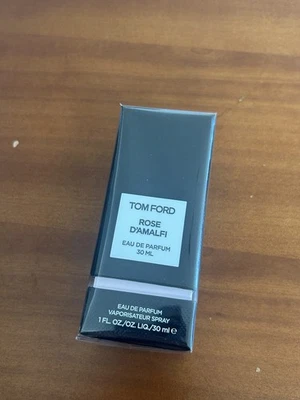 TOM FORD
ROSE
D'AMALFI
EAU DE PARFUM
30 ML
EAU DE PARFUM
VAPORISATEUR SPRAY
1 FL. OZ./OZ. LIQ./30 ml ℮